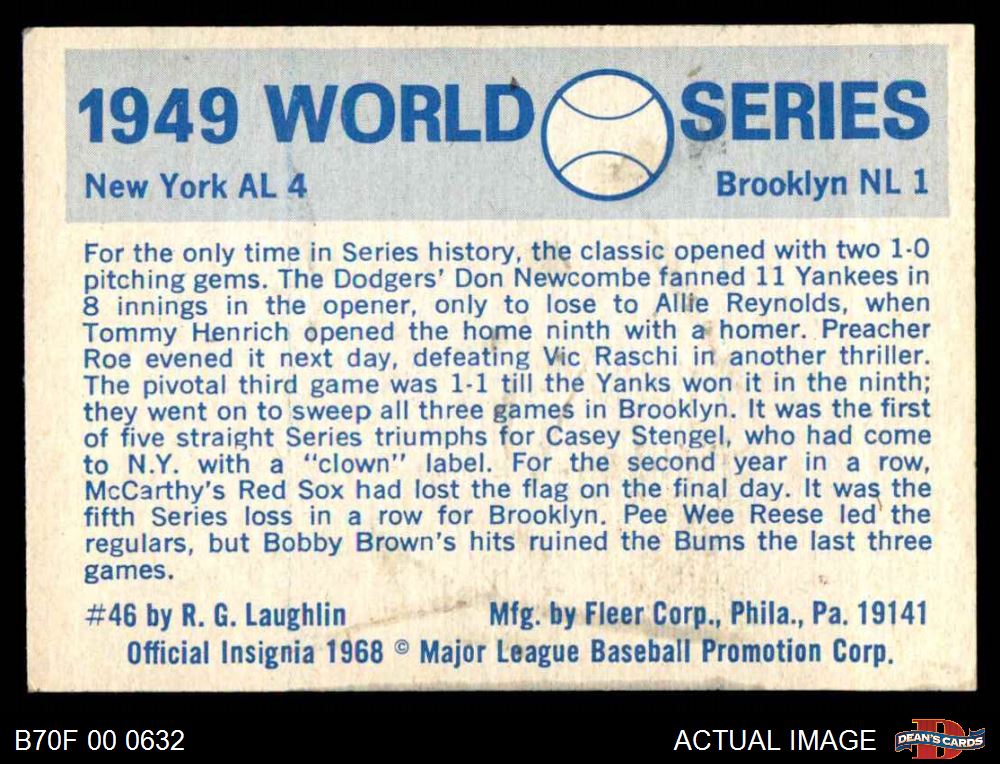 1949 WORLD SERIES
New York AL 4 Brooklyn NL 1
For the only time in Series history, the classic opened with two 1-0
pitching gems. The Dodgers' Don Newcombe fanned 11 Yankees in
8 innings in the opener, only to lose to Allie Reynolds, when
Tommy Henrich opened the home ninth with a homer. Preacher
Roe evened it next day, defeating Vic Raschi in another thriller.
The pivotal third game was 1-1 till the Yanks won it in the ninth;
they went on to sweep all three games in Brooklyn. It was the first
of five straight Series triumphs for Casey Stengel, who had come
to N.Y. with a "clown" label. For the second year in a row,
McCarthy's Red Sox had lost the flag on the final day. It was the
fifth Series loss in a row for Brooklyn. Pee Wee Reese led the
regulars, but Bobby Brown's hits ruined the Bums the last three
games.
#46 by R. G. Laughlin Mfg. by Fleer Corp., Phila., Pa. 19141
Official Insignia 1968 © Major League Baseball Promotion Corp.
B70F 00 0632 ACTUAL IMAGE D DEAN'S CARDS